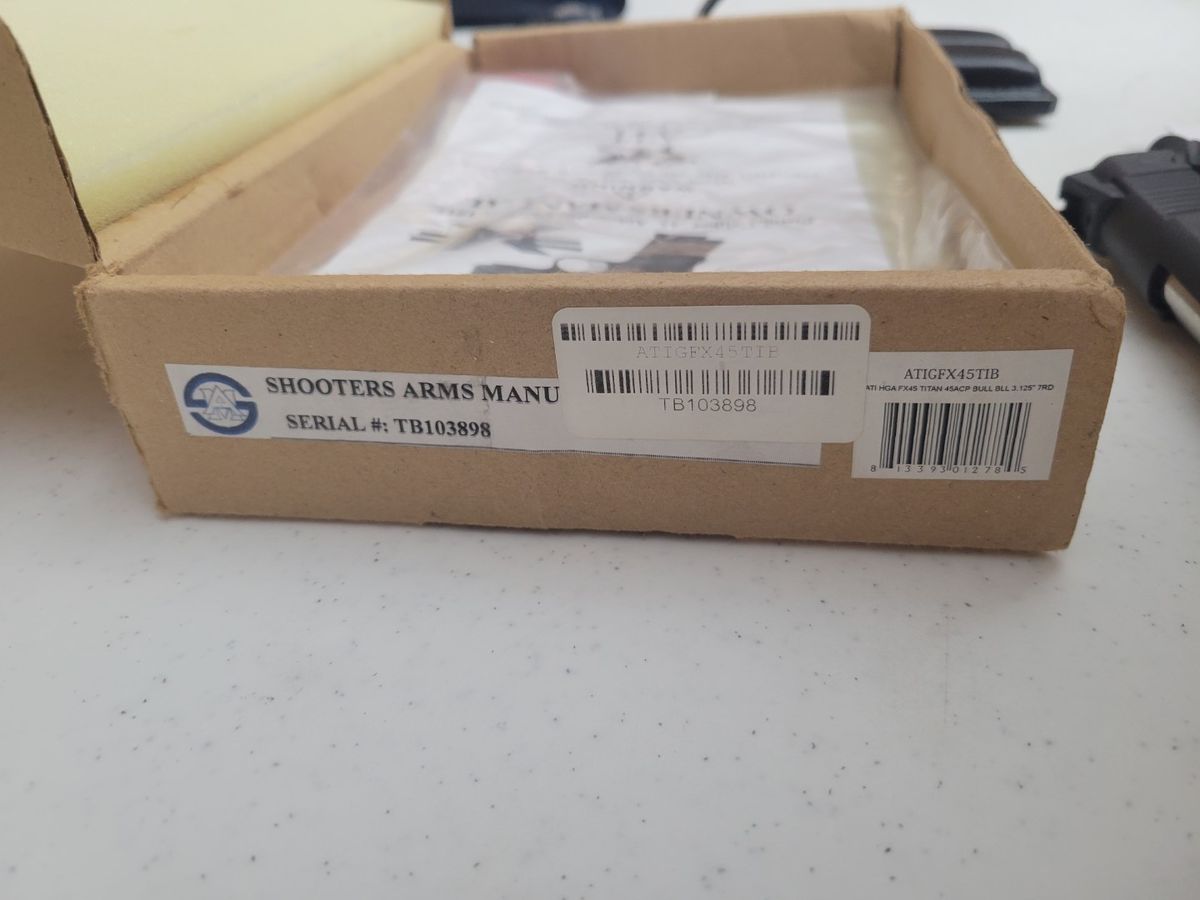 SHOOTERS ARMS MANU
SERIAL #: TB103898
ATIGFX45TIB
TB103898
ATIGFX45TIB
ATI HGA FX45 TITAN 45ACP BULL BLL 3.125" 7RD
8 13393 01278 5